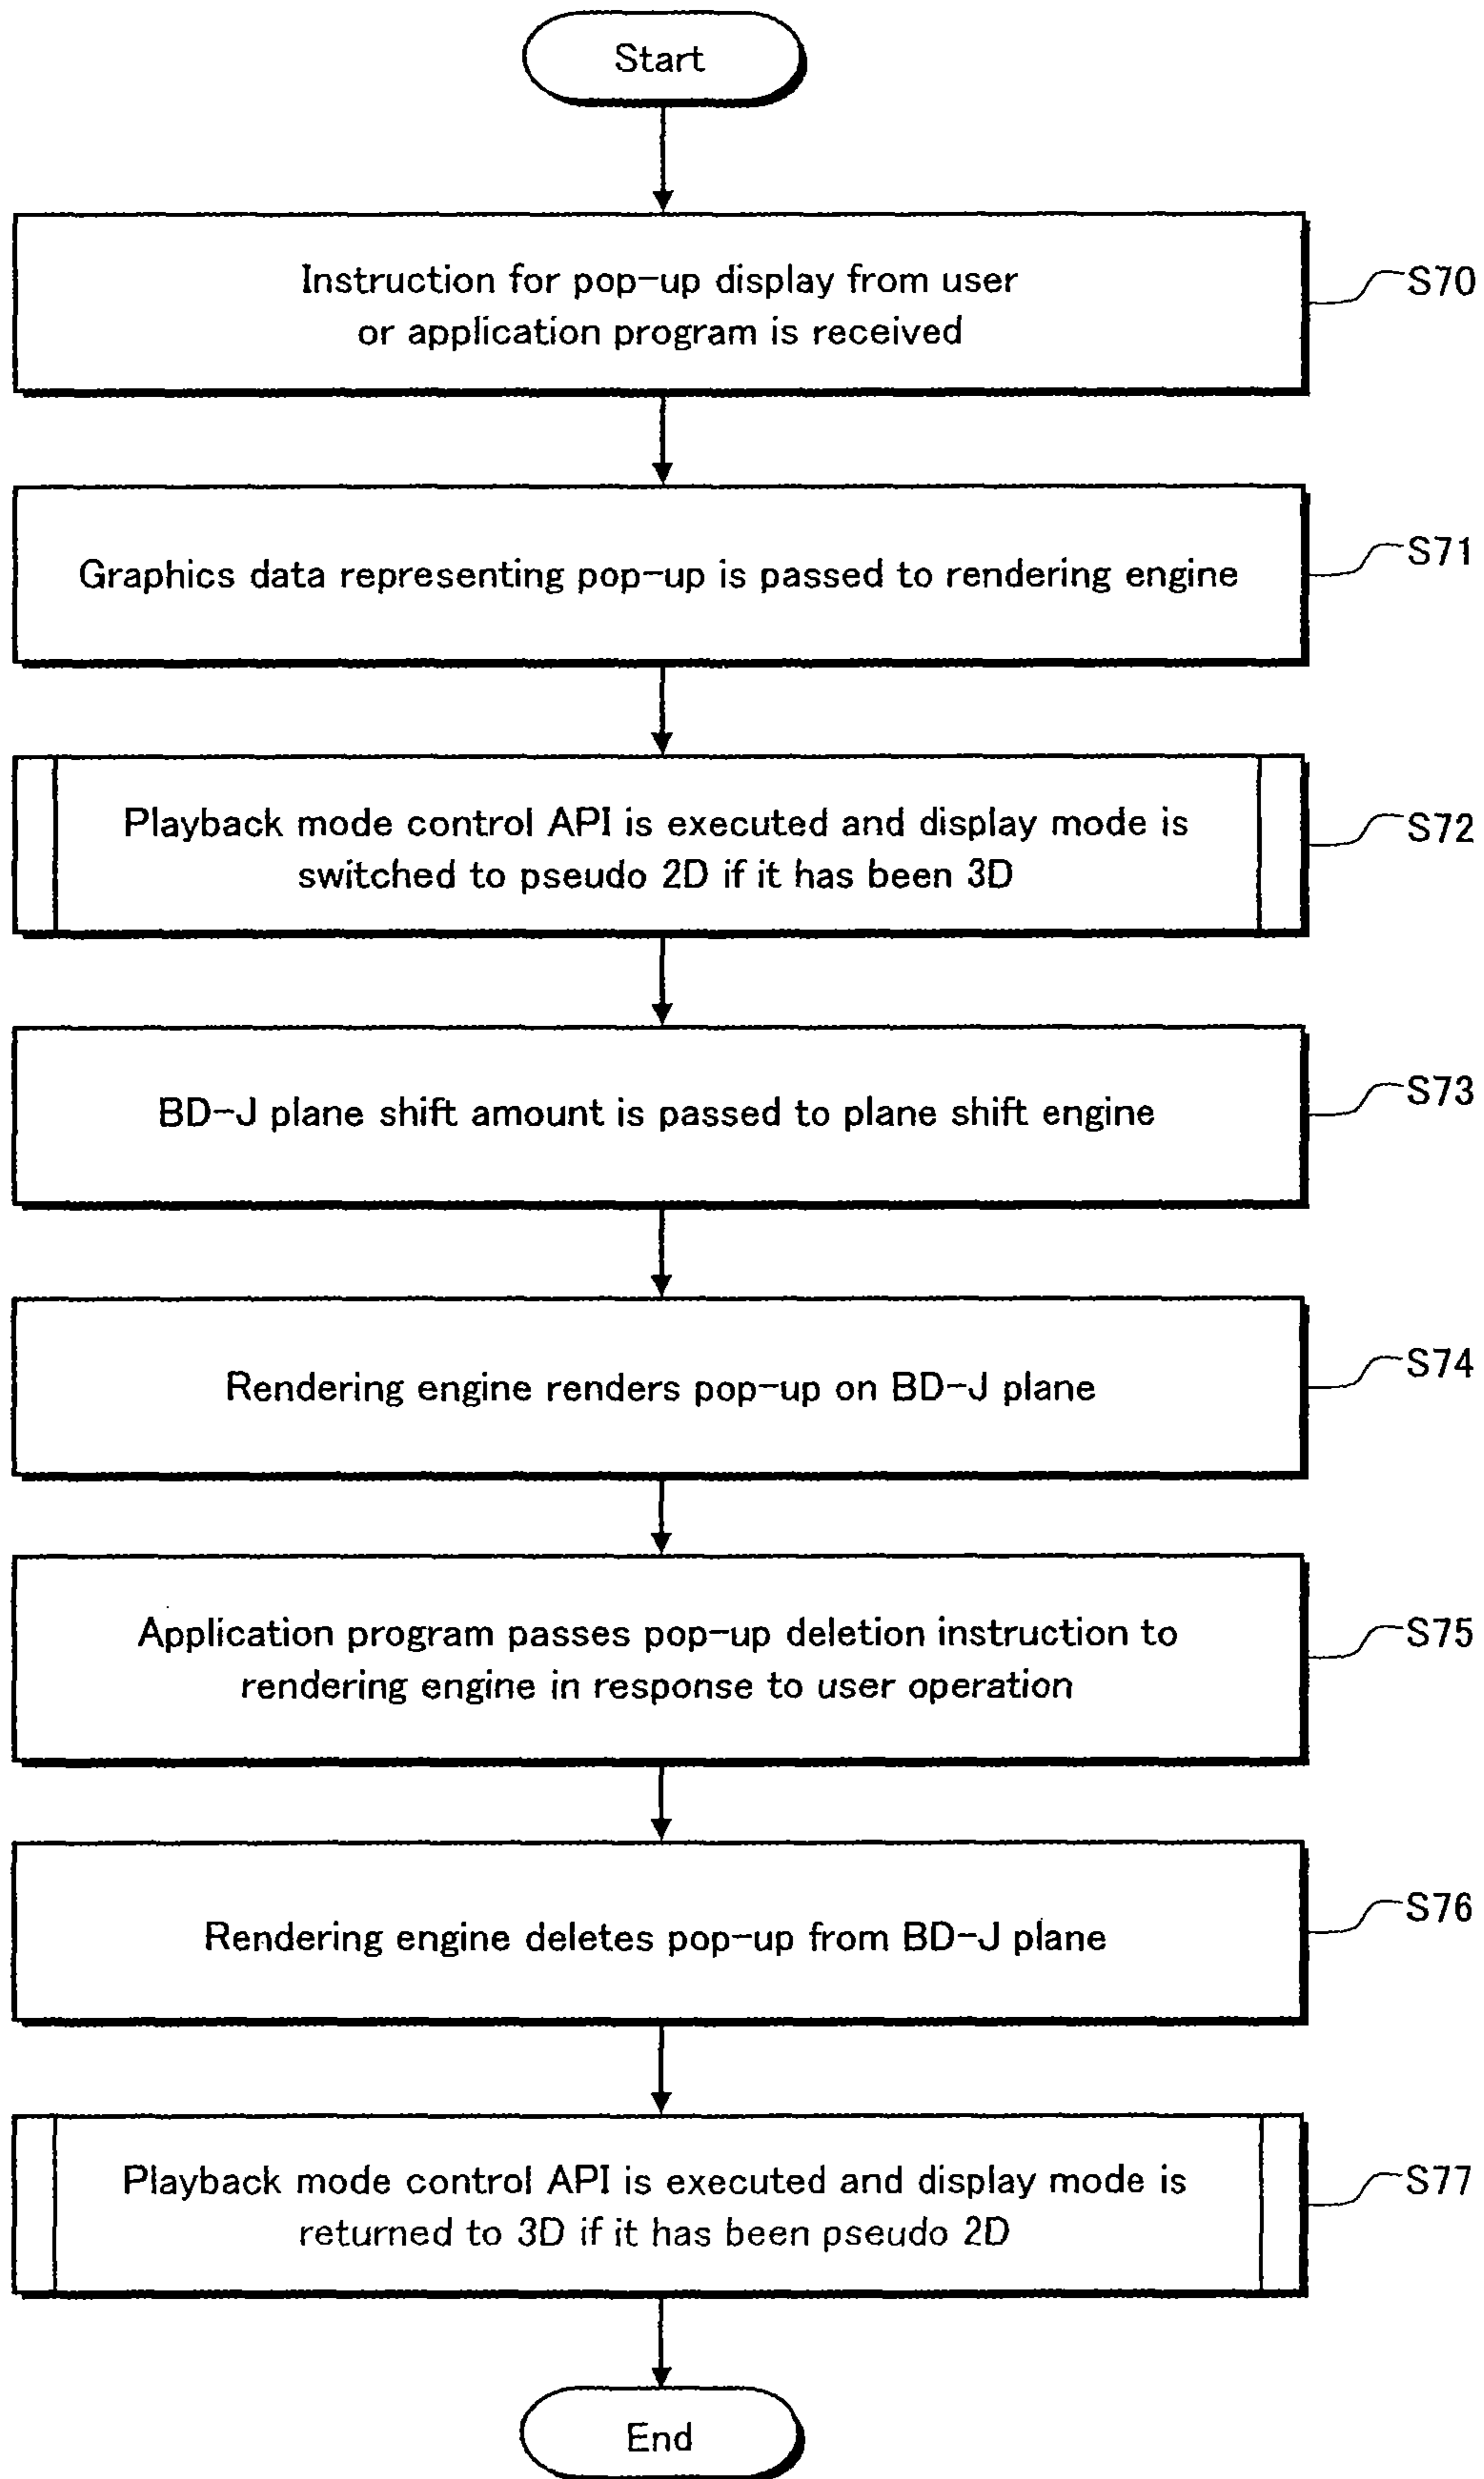 Start
Instruction for pop-up display from user
or application program is received
S70
Graphics data representing pop-up is passed to rendering engine
S71
Playback mode control API is executed and display mode is
switched to pseudo 2D if it has been 3D
S72
BD-J plane shift amount is passed to plane shift engine
S73
Rendering engine renders pop-up on BD-J plane
S74
Application program passes pop-up deletion instruction to
rendering engine in response to user operation
S75
Rendering engine deletes pop-up from BD-J plane
S76
Playback mode control API is executed and display mode is
returned to 3D if it has been pseudo 2D
S77
End